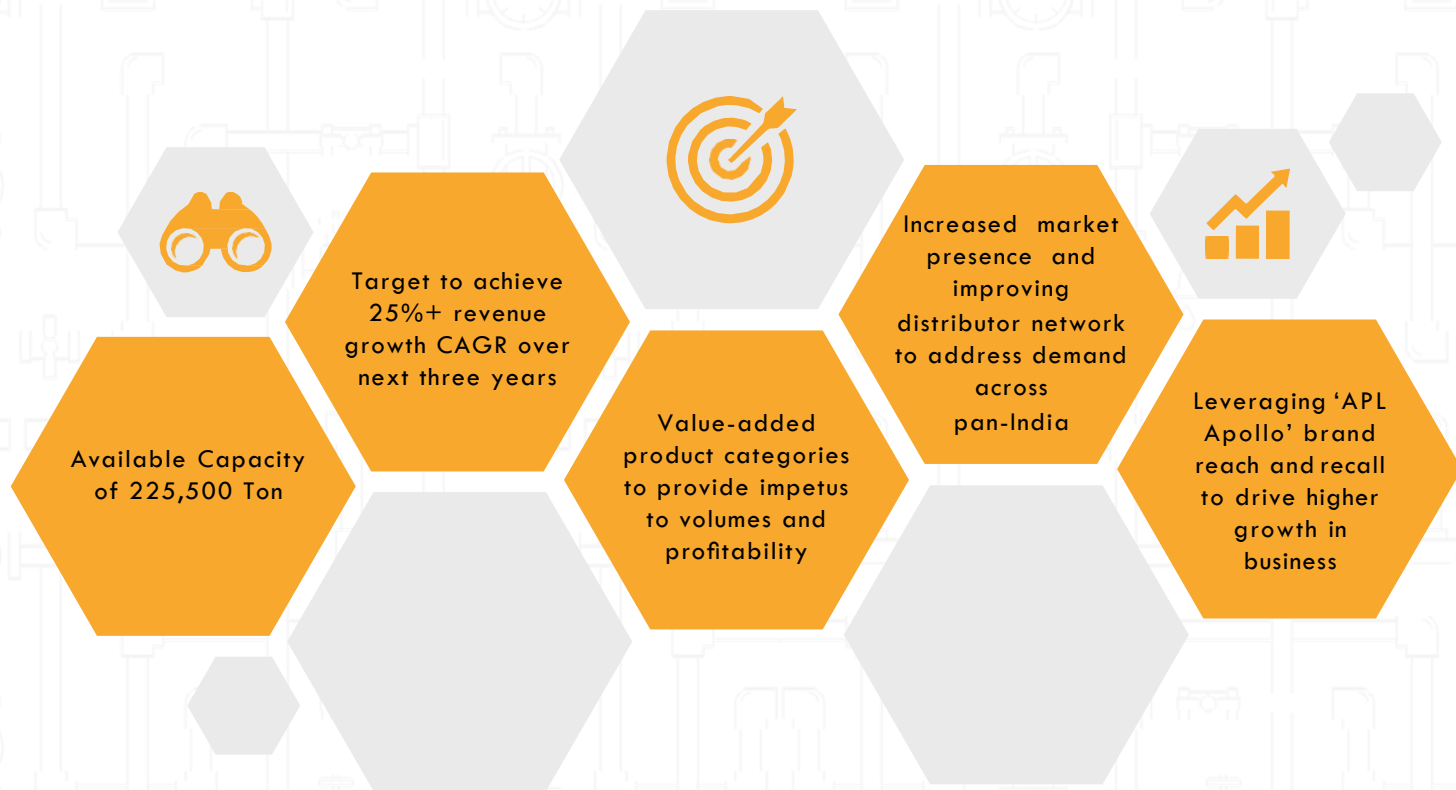 Available Capacity
of 225,500 Ton
Target to achieve
25%+ revenue
growth CAGR over
next three years
Value-added
product categories
to provide impetus
to volumes and
profitability
Increased market
presence and
improving
distributor network
to address demand
across
pan-India
Leveraging ‘APL
Apollo’ brand
reach and recall
to drive higher
growth in
business